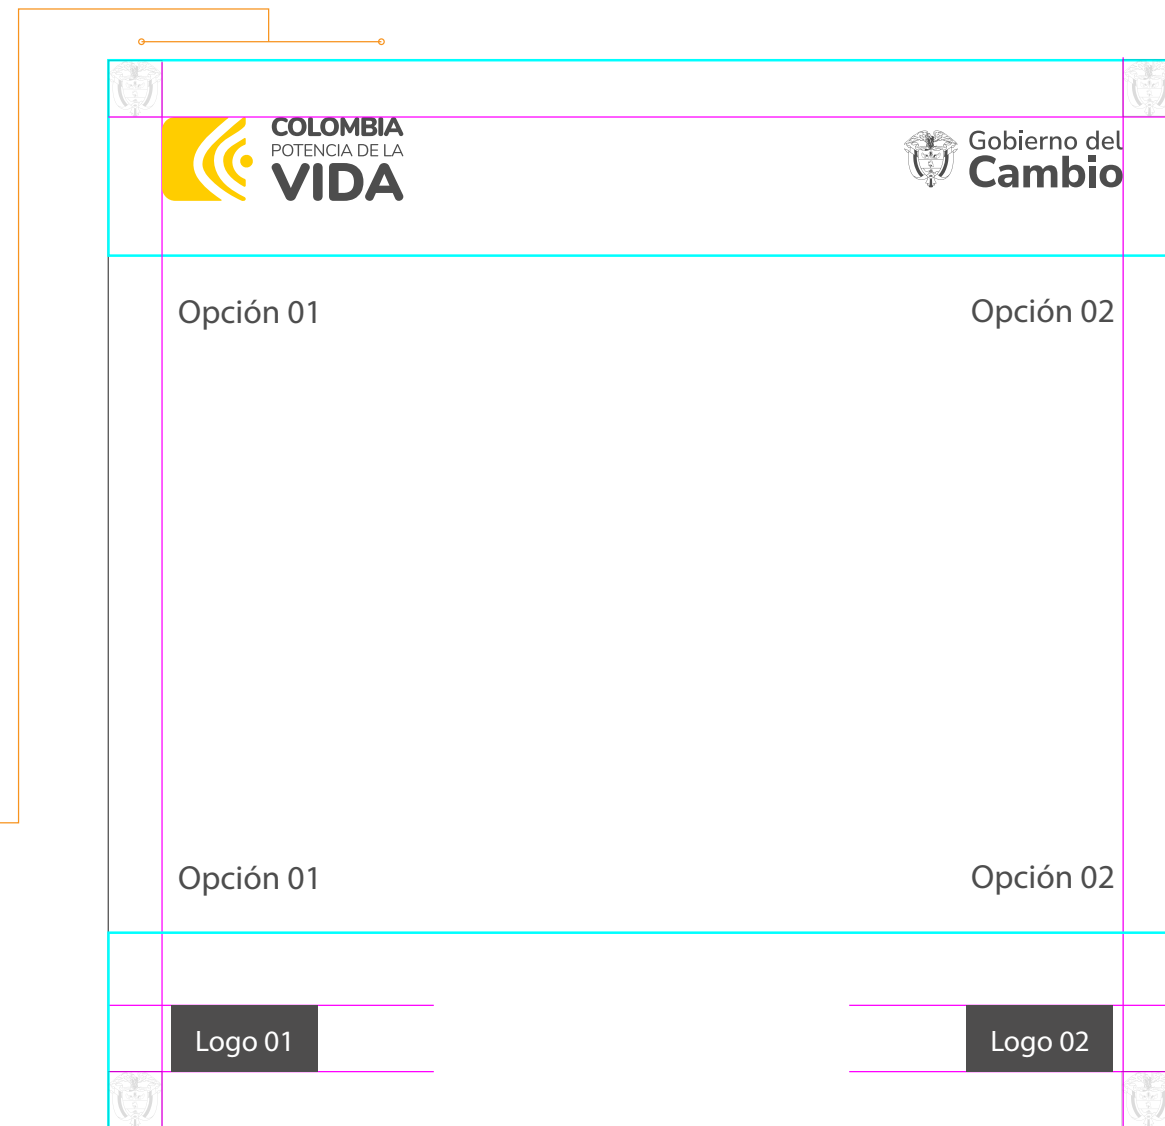 COLOMBIA
POTENCIA DE LA
VIDA
Gobierno del
Cambio
Opción 01
Opción 02
Opción 01
Opción 02
Logo 01
Logo 02